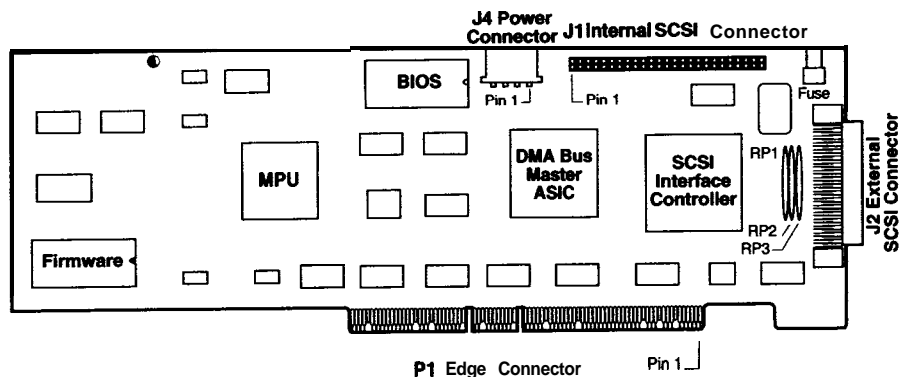 J4 Power
Connector
J1 Internal SCSI Connector
BIOS
Pin 1
Pin 1
Fuse
MPU
DMA Bus
Master
ASIC
SCSI
Interface
Controller
RP1
RP2
RP3
J2 External
SCSI Connector
Firmware
P1 Edge Connector
Pin 1